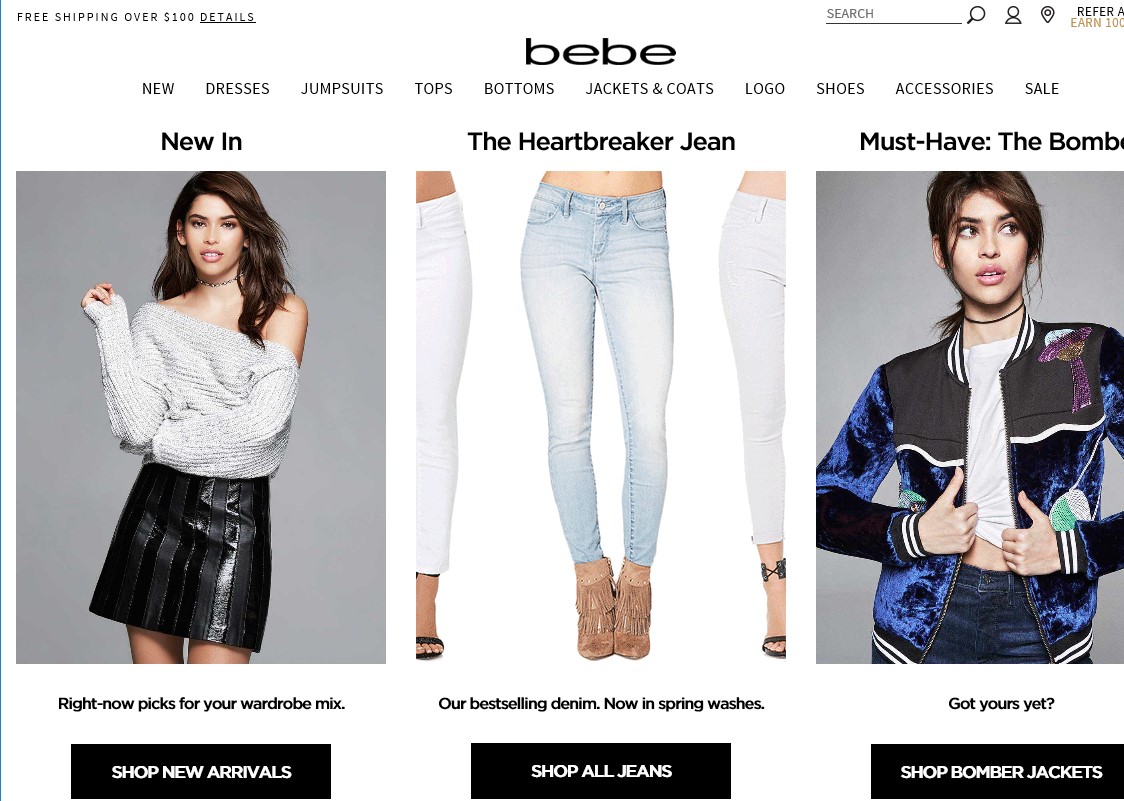 FREE SHIPPING OVER $100 DETAILS
SEARCH
REFER A
EARN 100
bebe
NEW DRESSES JUMPSUITS TOPS BOTTOMS JACKETS & COATS LOGO SHOES ACCESSORIES SALE
New In
The Heartbreaker Jean
Must-Have: The Bombe
Right-now picks for your wardrobe mix.
Our bestselling denim. Now in spring washes.
Got yours yet?
SHOP NEW ARRIVALS
SHOP ALL JEANS
SHOP BOMBER JACKETS